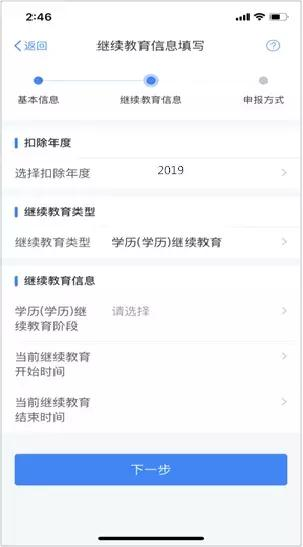 2:46
返回
继续教育信息填写
?
基本信息
继续教育信息
申报方式
扣除年度
选择扣除年度
2019
继续教育类型
继续教育类型
学历(学历)继续教育
继续教育信息
学历(学历)继
续教育阶段
请选择
当前继续教育
开始时间
当前继续教育
结束时间
下一步